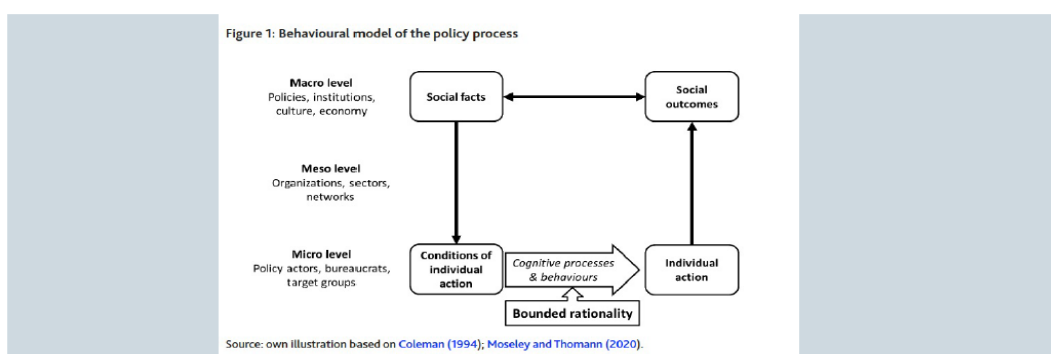 Figure 1: Behavioural model of the policy process
Macro level
Policies, institutions,
culture, economy
Social facts
Social
outcomes
Meso level
Organizations, sectors,
networks
Micro level
Policy actors, bureaucrats,
target groups
Conditions of
individual
action
Cognitive processes
& behaviours
Individual
action
Bounded rationality
Source: own illustration based on Coleman (1994); Moseley and Thomann (2020).